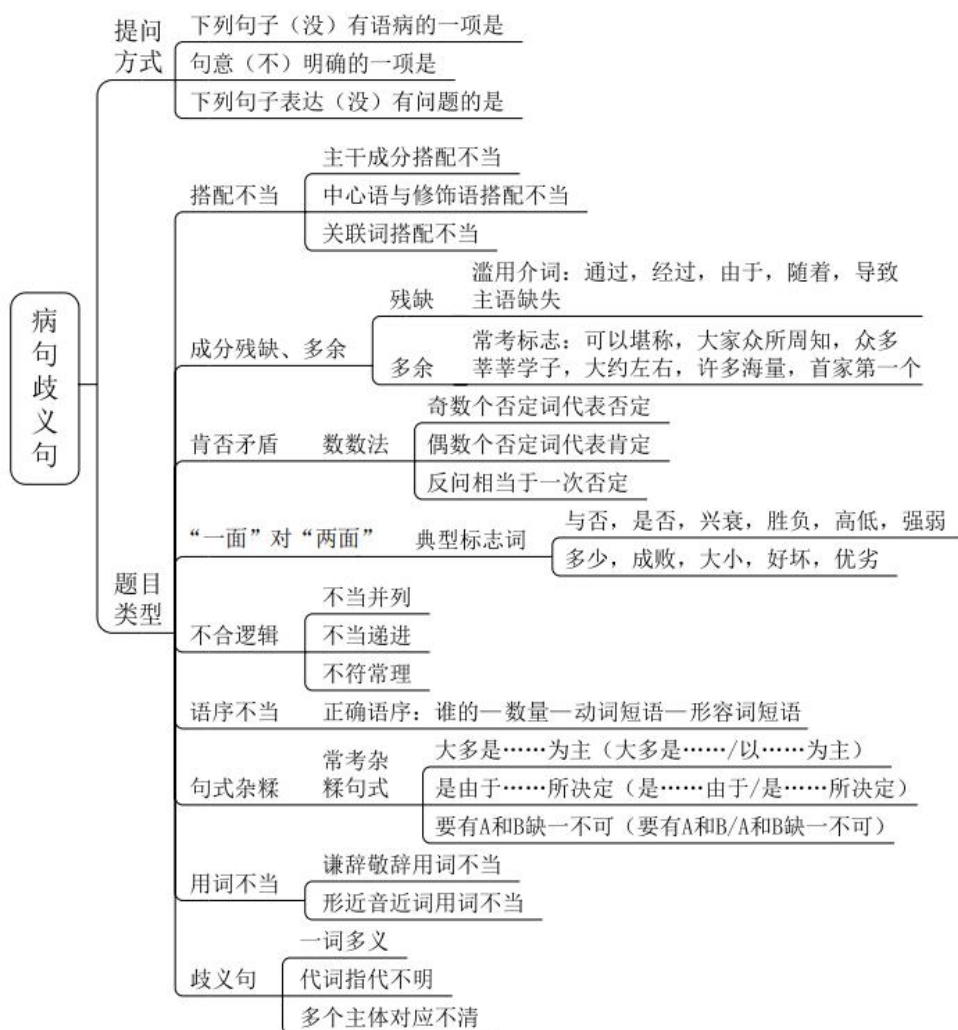 病句歧义句
提问
方式
下列句子（没）有语病的一项是
句意（不）明确的一项是
下列句子表达（没）有问题的是
题目
类型
搭配不当
主干成分搭配不当
中心语与修饰语搭配不当
关联词搭配不当
成分残缺、多余
残缺
滥用介词：通过，经过，由于，随着，导致
主语缺失
多余
常考标志：可以堪称，大家众所周知，众多
莘莘学子，大约左右，许多海量，首家第一个
肯否矛盾
数数法
奇数个否定词代表否定
偶数个否定词代表肯定
反问相当于一次否定
“一面”对“两面”
典型标志词
与否，是否，兴衰，胜负，高低，强弱
多少，成败，大小，好坏，优劣
不合逻辑
不当并列
不当递进
不符常理
语序不当
正确语序：谁的—数量—动词短语—形容词短语
句式杂糅
常考杂
糅句式
大多是……为主（大多是……/以……为主）
是由于……所决定（是……由于/是……所决定）
要有A和B缺一不可（要有A和B/A和B缺一不可）
用词不当
谦辞敬辞用词不当
形近音近词用词不当
歧义句
一词多义
代词指代不明
多个主体对应不清